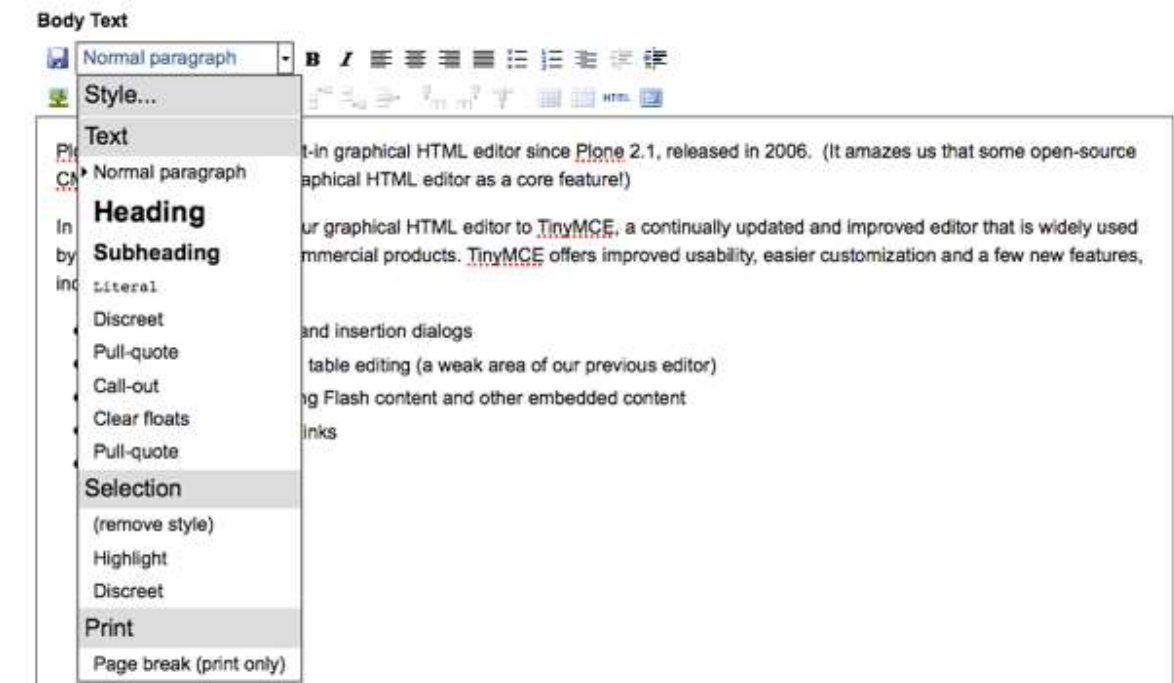 Body Text
Normal paragraph B I
Style... HTML
Text
t-in graphical HTML editor since Plone 2.1, released in 2006. (It amazes us that some open-source
Normal paragraph
aphical HTML editor as a core feature!)
Heading
In ur graphical HTML editor to TinyMCE, a continually updated and improved editor that is widely used
Subheading
by mmercial products. TinyMCE offers improved usability, easier customization and a few new features,
Literal
Discreet
and insertion dialogs
Pull-quote
table editing (a weak area of our previous editor)
Call-out
ng Flash content and other embedded content
Clear floats
inks
Pull-quote
Selection
(remove style)
Highlight
Discreet
Print
Page break (print only)